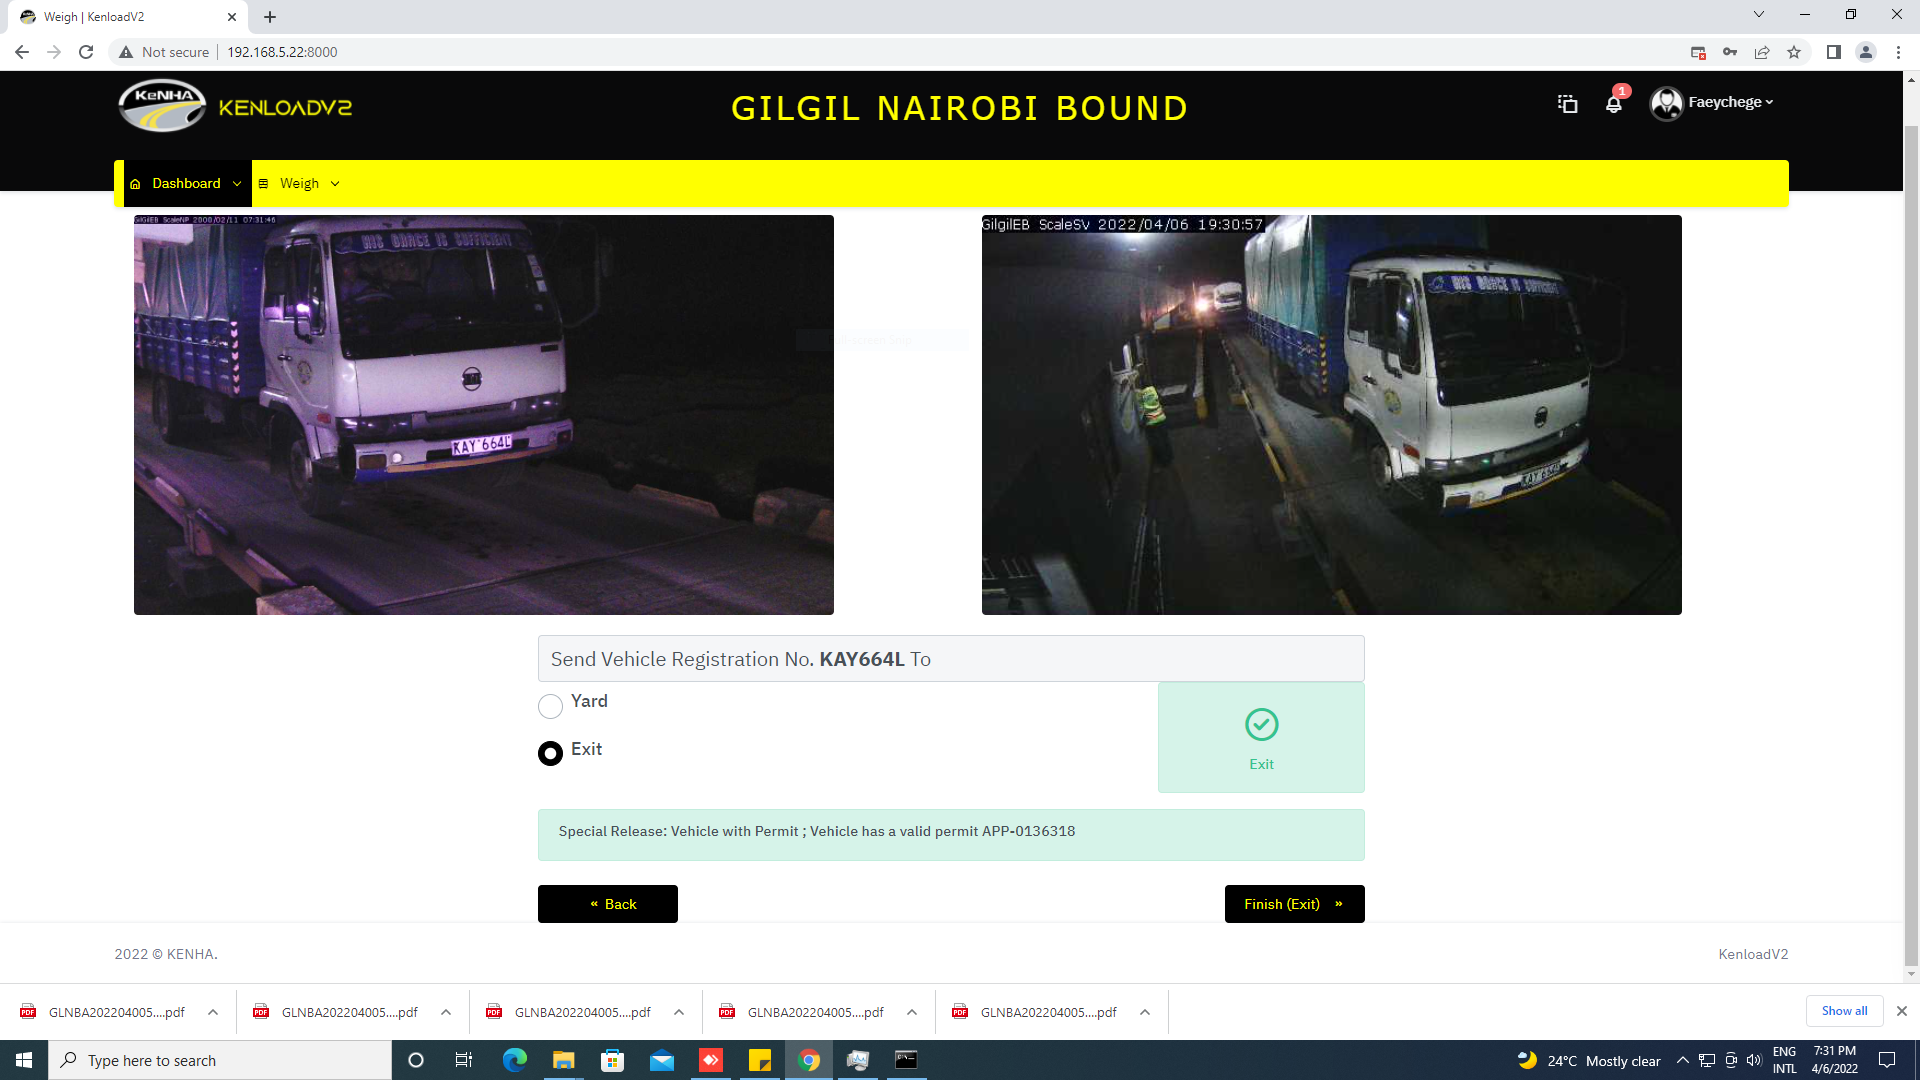 Weigh | KenloadV2
Not secure
192.168.5.22:8000
KeNHA
KENLOADV2
GILGIL NAIROBI BOUND
1
Faeychege
Dashboard
Weigh
GilgilEB ScaleNP 2000/02/11 07:31:46
KAY 664L
GilgilEB ScaleSV 2022/04/06 19:30:57
KAY 664L
Send Vehicle Registration No. KAY664L To
Yard
Exit
Exit
Special Release: Vehicle with Permit ; Vehicle has a valid permit APP-0136318
« Back
Finish (Exit) »
2022 © KENHA.
KenloadV2
GLNBA202204005....pdf
GLNBA202204005....pdf
GLNBA202204005....pdf
GLNBA202204005....pdf
GLNBA202204005....pdf
Show all
Type here to search
24°C Mostly clear
ENG
INTL
7:31 PM
4/6/2022